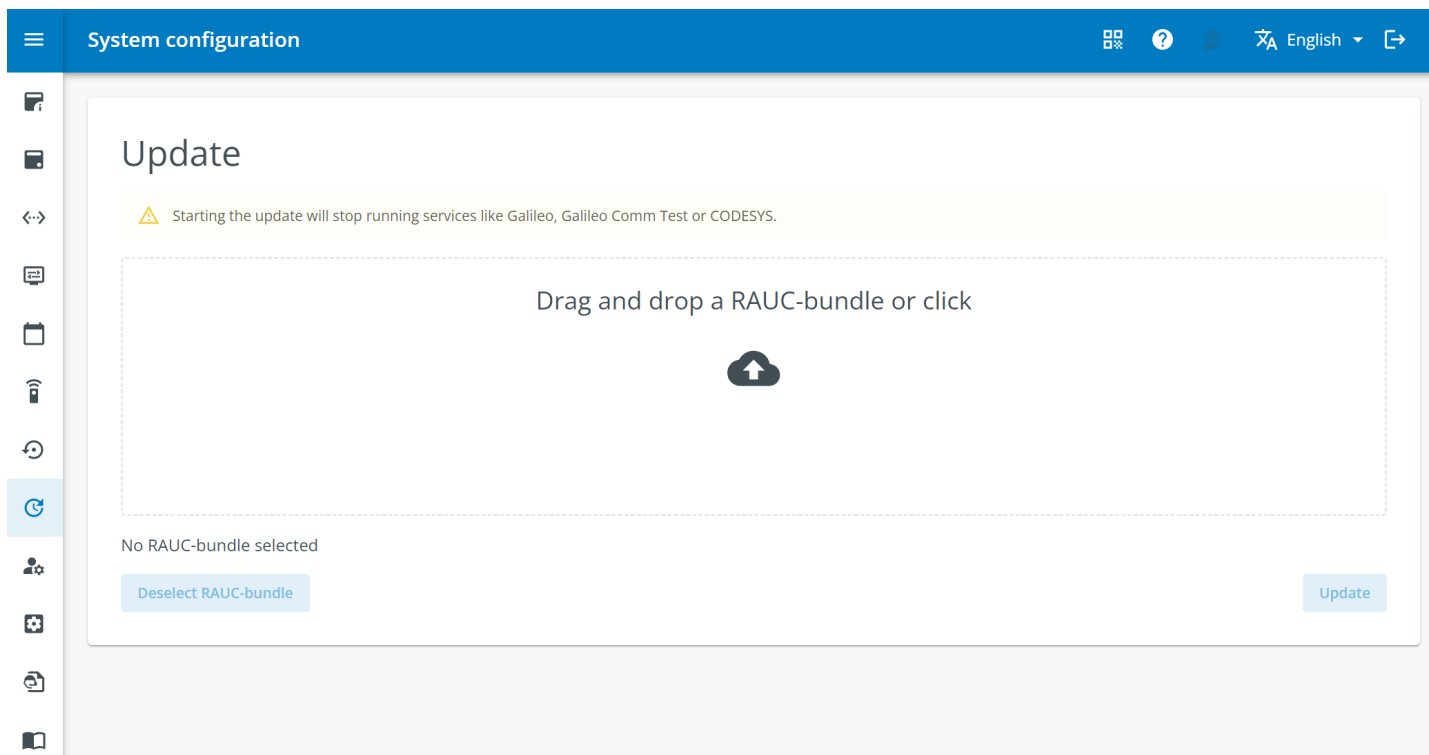 System configuration
English
Update
Starting the update will stop running services like Galileo, Galileo Comm Test or CODESYS.
Drag and drop a RAUC-bundle or click
No RAUC-bundle selected
Deselect RAUC-bundle
Update